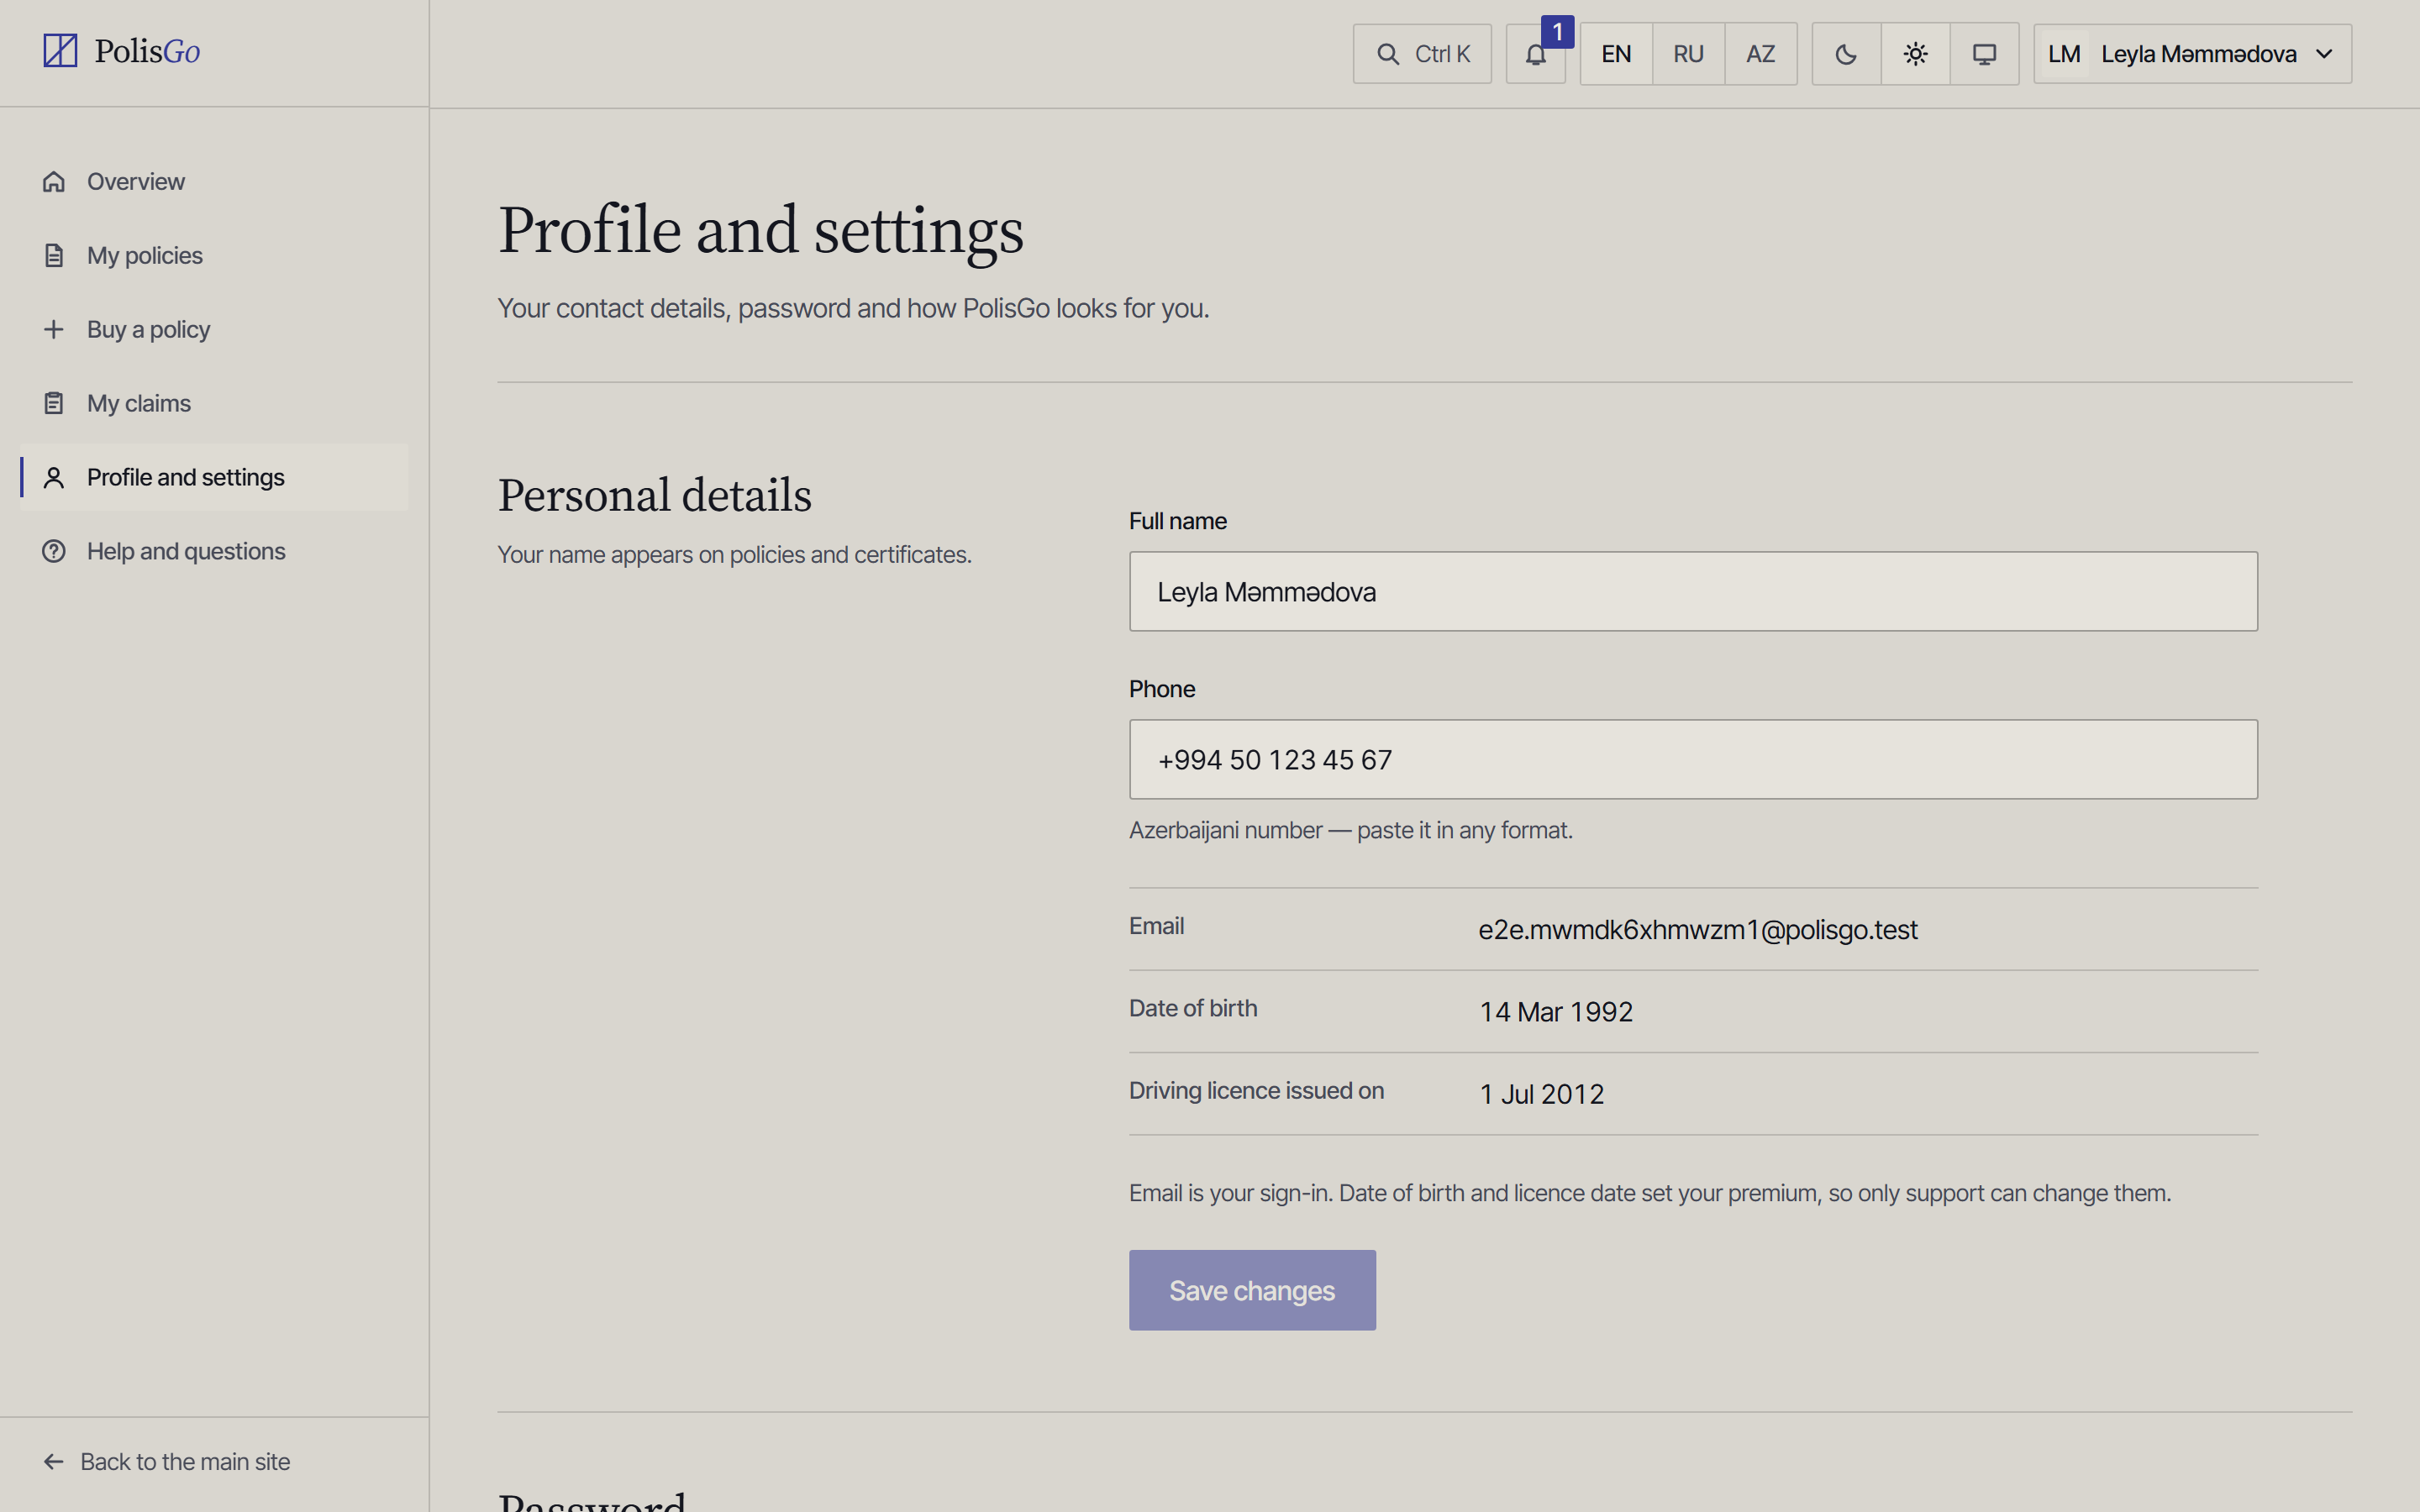 PolisGo
Ctrl K
1
EN
RU
AZ
LM Leyla Məmmədova
Overview
My policies
Buy a policy
My claims
Profile and settings
Help and questions
Back to the main site
Profile and settings
Your contact details, password and how PolisGo looks for you.
Personal details
Your name appears on policies and certificates.
Full name
Leyla Məmmədova
Phone
+994 50 123 45 67
Azerbaijani number — paste it in any format.
Email e2e.mwmdk6xhmwzm1@polisgo.test
Date of birth 14 Mar 1992
Driving licence issued on 1 Jul 2012
Email is your sign-in. Date of birth and licence date set your premium, so only support can change them.
Save changes
Password